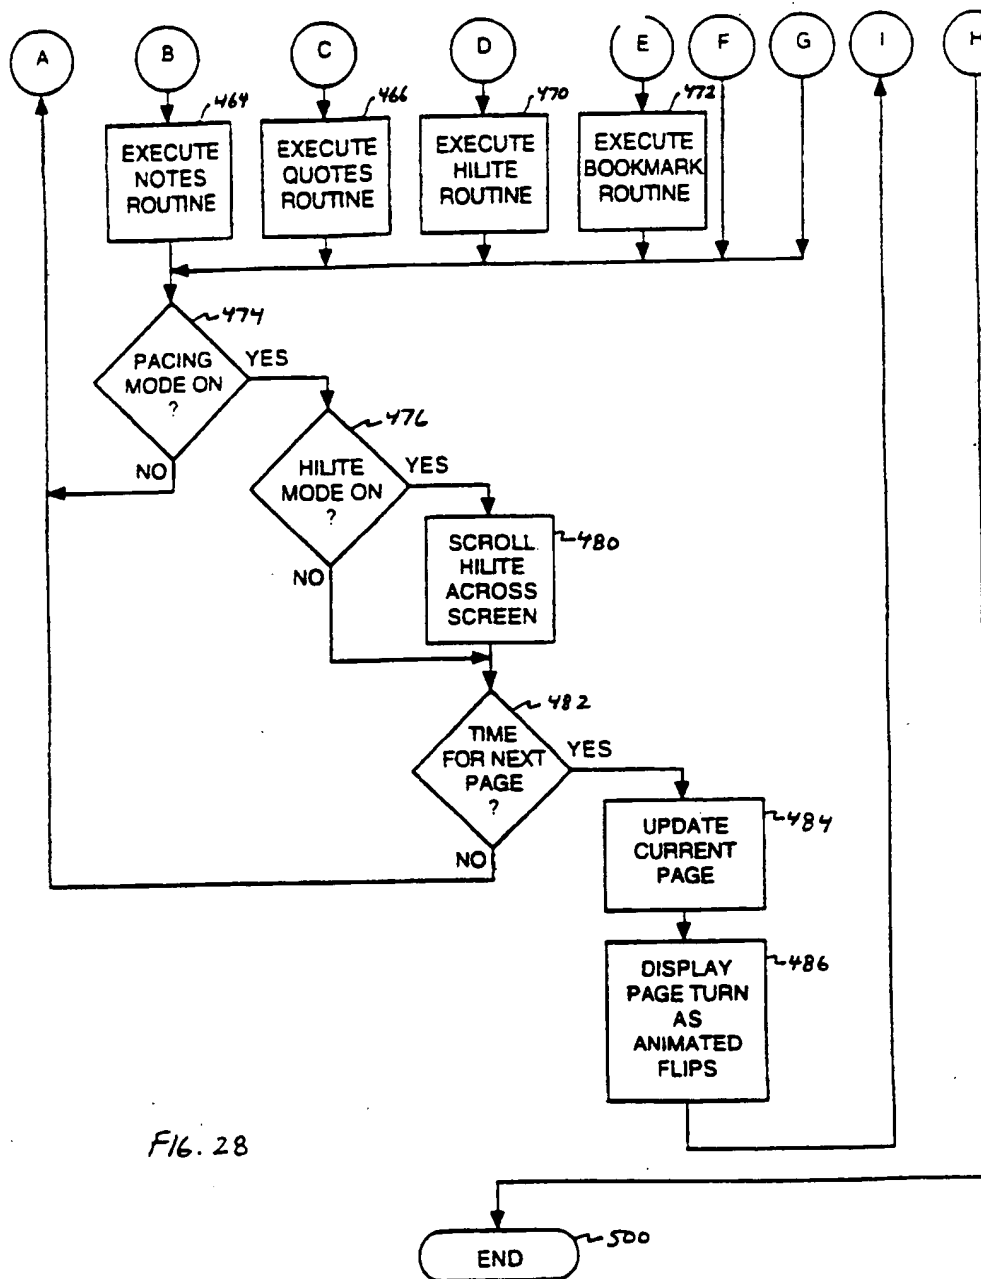 A
B
C
D
E
F
G
I
H
464
466
470
472
EXECUTE
NOTES
ROUTINE
EXECUTE
QUOTES
ROUTINE
EXECUTE
HILITE
ROUTINE
EXECUTE
BOOKMARK
ROUTINE
474
PACING
MODE ON
?
YES
NO
476
HILITE
MODE ON
?
YES
NO
480
SCROLL
HILITE
ACROSS
SCREEN
482
TIME
FOR NEXT
PAGE
?
YES
NO
484
UPDATE
CURRENT
PAGE
486
DISPLAY
PAGE TURN
AS
ANIMATED
FLIPS
FIG. 28
500
END